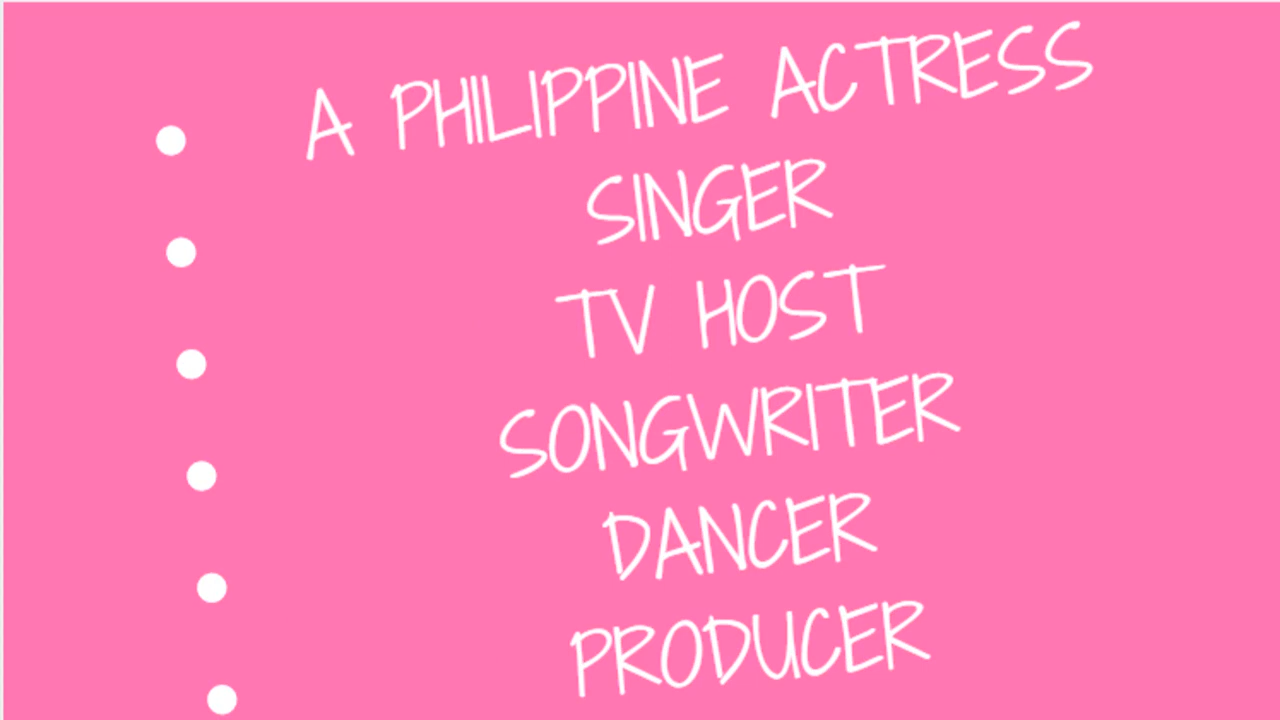 A PHILIPPINE ACTRESS
SINGER
TV HOST
SONGWRITER
DANCER
PRODUCER